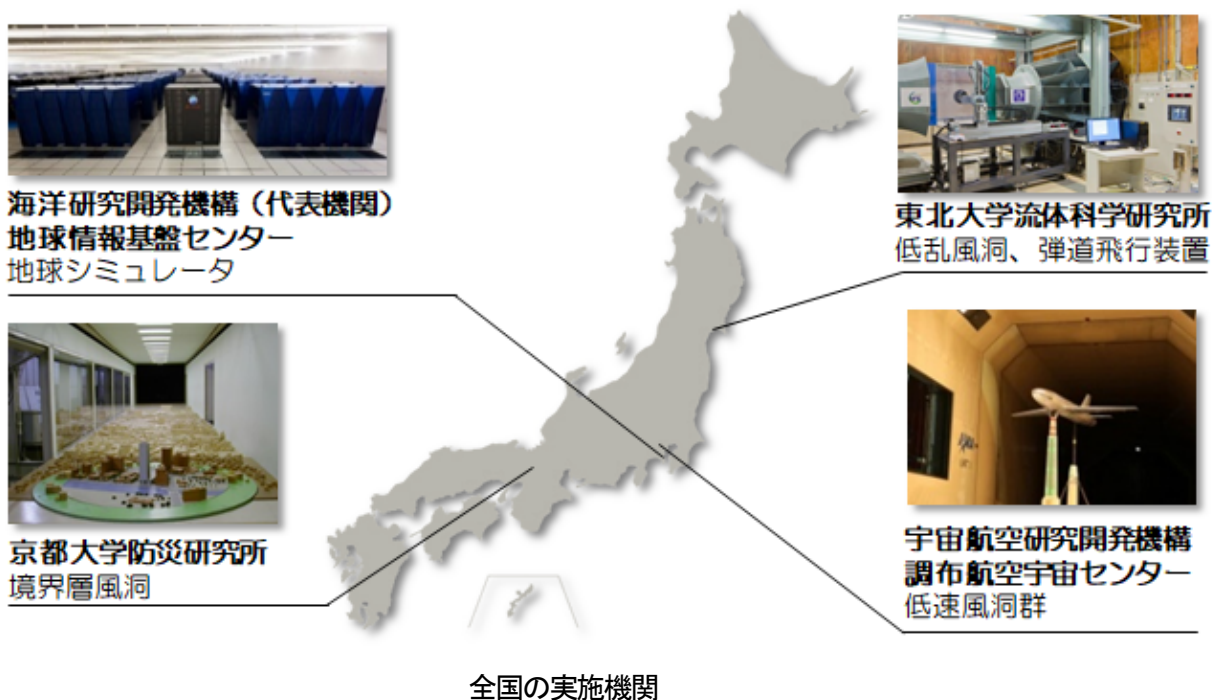 海洋研究開発機構（代表機関）
地球情報基盤センター
地球シミュレータ
東北大学流体科学研究所
低乱風洞、弾道飛行装置
京都大学防災研究所
境界層風洞
宇宙航空研究開発機構
調布航空宇宙センター
低速風洞群
全国の実施機関